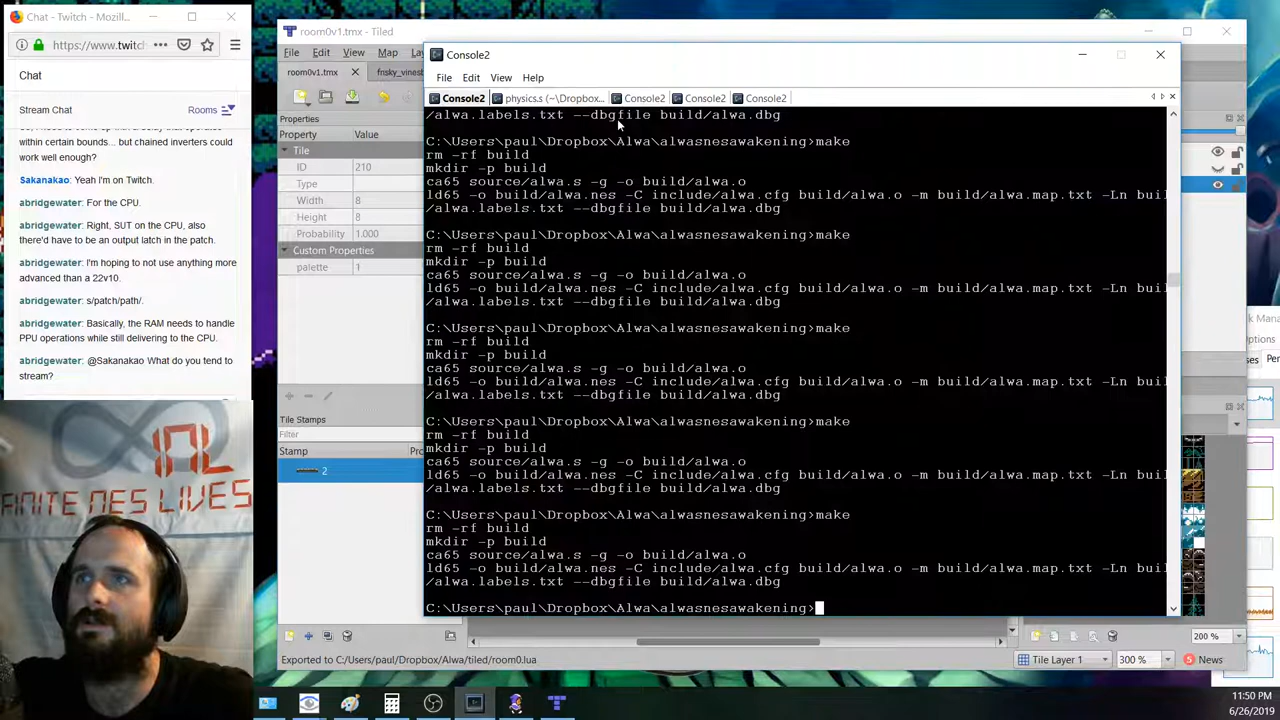 Chat - Twitch - Mozill...
https://www.twitch
Chat
Stream Chat
Rooms
within certain bounds... but chained inverters could
work well enough?
Sakanakao: Yeah I'm on Twitch.
abridgewater: For the CPU.
abridgewater: Right, SUT on the CPU, also
there'd have to be an output latch in the patch.
abridgewater: I'm hoping to not use anything more
advanced than a 22v10.
abridgewater: s/patch/path/.
abridgewater: Basically, the RAM needs to handle
PPU operations while still delivering to the CPU.
abridgewater: @Sakanakao What do you tend to
stream?
NL
FINITE NES LIVES
room0v1.tmx - Tiled
File Edit View Map
room0v1.tmx
Properties
Property Value
Tile
ID 210
Type
Width 8
Height 8
Probability 1.000
Custom Properties
palette 1
Tile Stamps
Filter
Stamp
2
Exported to C:/Users/paul/Dropbox/Alwa/tiled/room0.lua
Console2
File Edit View Help
Console2 physics.s (~\Dropbox... Console2 Console2 Console2
/alwa.labels.txt --dbgfile build/alwa.dbg
C:\Users\paul\Dropbox\Alwa\alwasnesawakening>make
rm -rf build
mkdir -p build
ca65 source/alwa.s -g -o build/alwa.o
ld65 -o build/alwa.nes -C include/alwa.cfg build/alwa.o -m build/alwa.map.txt -Ln buil
/alwa.labels.txt --dbgfile build/alwa.dbg
C:\Users\paul\Dropbox\Alwa\alwasnesawakening>make
rm -rf build
mkdir -p build
ca65 source/alwa.s -g -o build/alwa.o
ld65 -o build/alwa.nes -C include/alwa.cfg build/alwa.o -m build/alwa.map.txt -Ln buil
/alwa.labels.txt --dbgfile build/alwa.dbg
C:\Users\paul\Dropbox\Alwa\alwasnesawakening>make
rm -rf build
mkdir -p build
ca65 source/alwa.s -g -o build/alwa.o
ld65 -o build/alwa.nes -C include/alwa.cfg build/alwa.o -m build/alwa.map.txt -Ln buil
/alwa.labels.txt --dbgfile build/alwa.dbg
C:\Users\paul\Dropbox\Alwa\alwasnesawakening>make
rm -rf build
mkdir -p build
ca65 source/alwa.s -g -o build/alwa.o
ld65 -o build/alwa.nes -C include/alwa.cfg build/alwa.o -m build/alwa.map.txt -Ln buil
/alwa.labels.txt --dbgfile build/alwa.dbg
C:\Users\paul\Dropbox\Alwa\alwasnesawakening>make
rm -rf build
mkdir -p build
ca65 source/alwa.s -g -o build/alwa.o
ld65 -o build/alwa.nes -C include/alwa.cfg build/alwa.o -m build/alwa.map.txt -Ln buil
/alwa.labels.txt --dbgfile build/alwa.dbg
C:\Users\paul\Dropbox\Alwa\alwasnesawakening>
200 %
Tile Layer 1
300 %
News
11:50 PM
6/26/2019